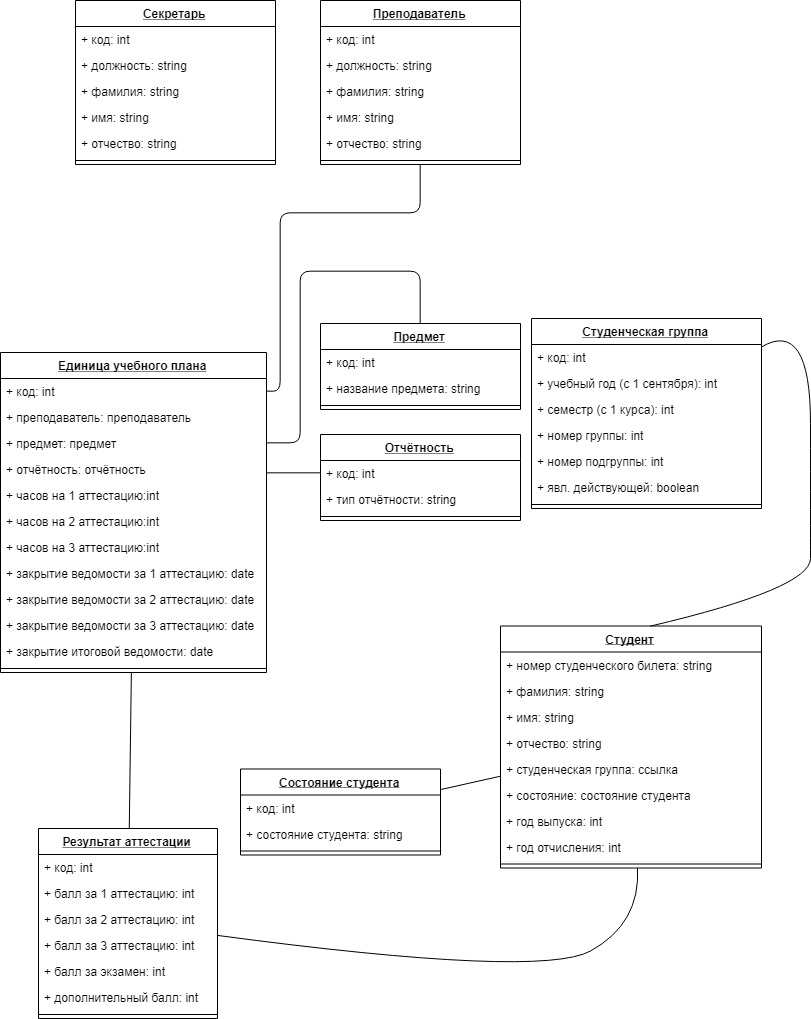 Секретарь
+ код: int
+ должность: string
+ фамилия: string
+ имя: string
+ отчество: string
Преподаватель
+ код: int
+ должность: string
+ фамилия: string
+ имя: string
+ отчество: string
Предмет
+ код: int
+ название предмета: string
Студенческая группа
+ код: int
+ учебный год (с 1 сентября): int
+ семестр (с 1 курса): int
+ номер группы: int
+ номер подгруппы: int
+ явл. действующей: boolean
Единица учебного плана
+ код: int
+ преподаватель: преподаватель
+ предмет: предмет
+ отчётность: отчётность
+ часов на 1 аттестацию:int
+ часов на 2 аттестацию:int
+ часов на 3 аттестацию:int
+ закрытие ведомости за 1 аттестацию: date
+ закрытие ведомости за 2 аттестацию: date
+ закрытие ведомости за 3 аттестацию: date
+ закрытие итоговой ведомости: date
Отчётность
+ код: int
+ тип отчётности: string
Студент
+ номер студенческого билета: string
+ фамилия: string
+ имя: string
+ отчество: string
+ студенческая группа: ссылка
+ состояние: состояние студента
+ год выпуска: int
+ год отчисления: int
Состояние студента
+ код: int
+ состояние студента: string
Результат аттестации
+ код: int
+ балл за 1 аттестацию: int
+ балл за 2 аттестацию: int
+ балл за 3 аттестацию: int
+ балл за экзамен: int
+ дополнительный балл: int